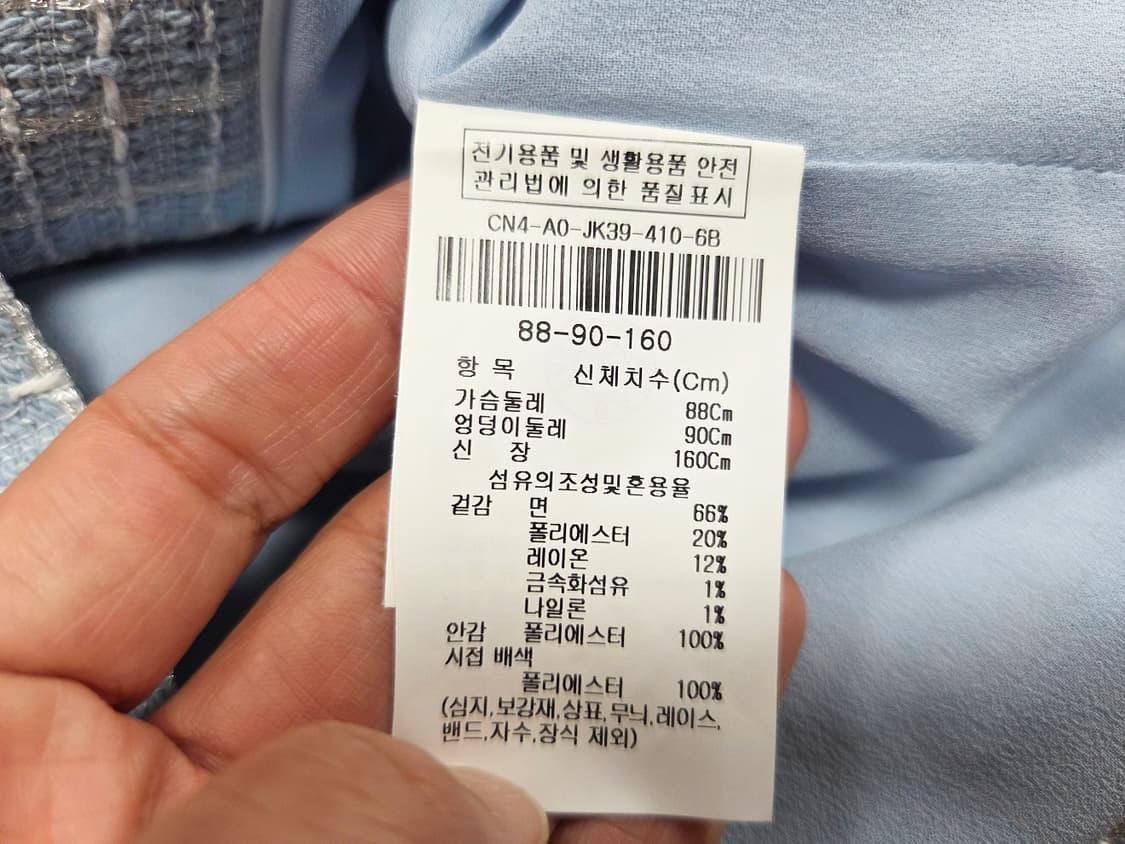 전기용품 및 생활용품 안전
관리법에 의한 품질표시
CN4-A0-JK39-410-6B
88-90-160
항 목 신체치수(Cm)
가슴둘레 88Cm
엉덩이둘레 90Cm
신 장 160Cm
섬유의조성및혼용율
겉감 면 66%
폴리에스터 20%
레이온 12%
금속화섬유 1%
나일론 1%
안감 폴리에스터 100%
시접 배색
폴리에스터 100%
(심지,보강재,상표,무늬,레이스,
밴드,자수,장식 제외)